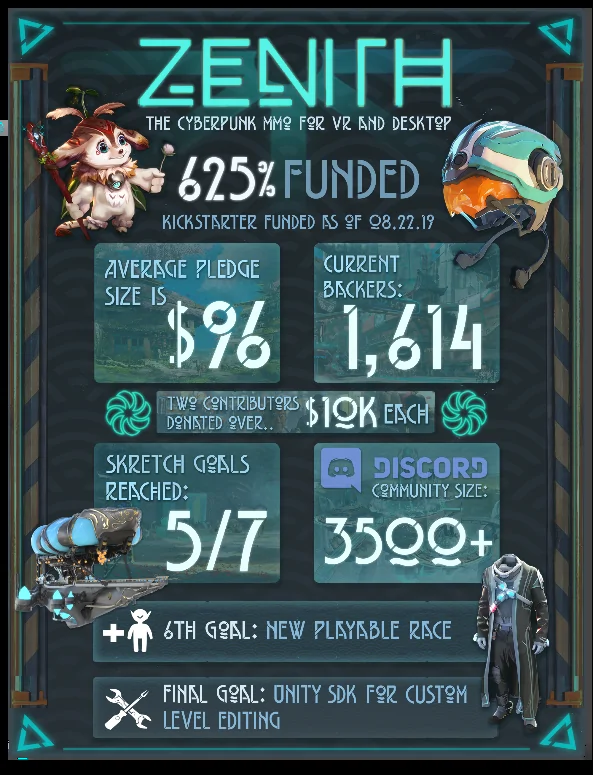 ZENITH
THE CYBERPUNK MMO FOR VR AND DESKTOP
625% FUNDED
KICKSTARTER FUNDED AS OF 08.22.19
AVERAGE PLEDGE
SIZE IS $96
CURRENT
BACKERS:
1,614
TWO CONTRIBUTORS
DONATED OVER.. $10K EACH
SKRETCH GOALS
REACHED:
5/7
DISCORD
COMMUNITY SIZE:
3500+
6TH GOAL: NEW PLAYABLE RACE
FINAL GOAL: UNITY SDK FOR CUSTOM
LEVEL EDITING